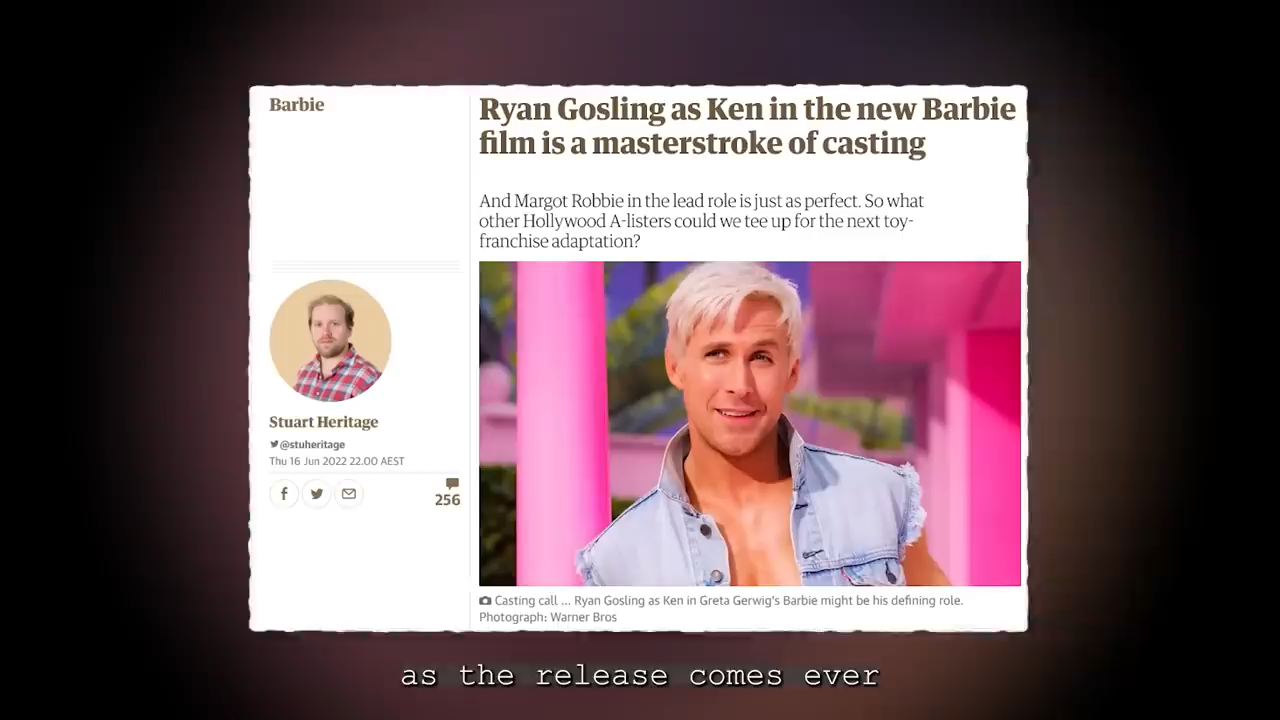 Barbie
Ryan Gosling as Ken in the new Barbie
film is a masterstroke of casting
And Margot Robbie in the lead role is just as perfect. So what
other Hollywood A-listers could we tee up for the next toy-
franchise adaptation?
Stuart Heritage
@stuheritage
Thu 16 Jun 2022 22.00 AEST
256
Casting call ... Ryan Gosling as Ken in Greta Gerwig's Barbie might be his defining role.
Photograph: Warner Bros
as the release comes ever